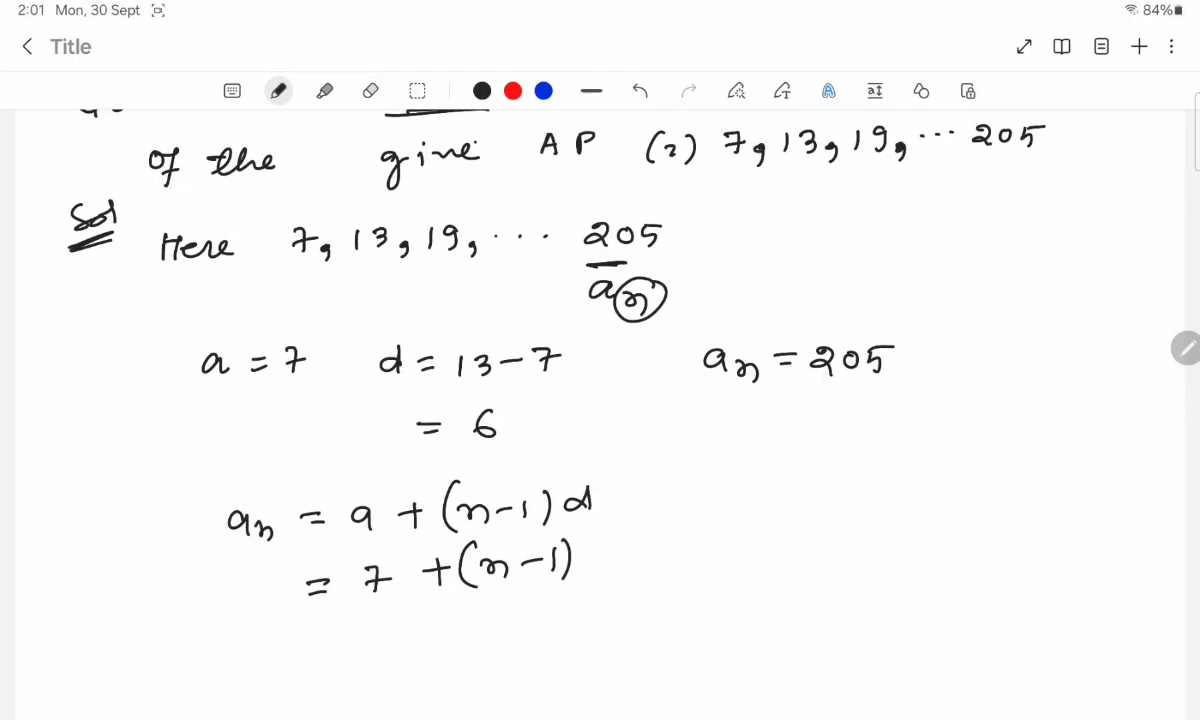 2:01 Mon, 30 Sept
84%
Title
of the give AP (2) 7, 13, 19, ... 205
Sol
Here 7, 13, 19, ... 205
an
a = 7 d = 13 - 7 an = 205
= 6
an = a + (n-1) d
= 7 + (n-1)